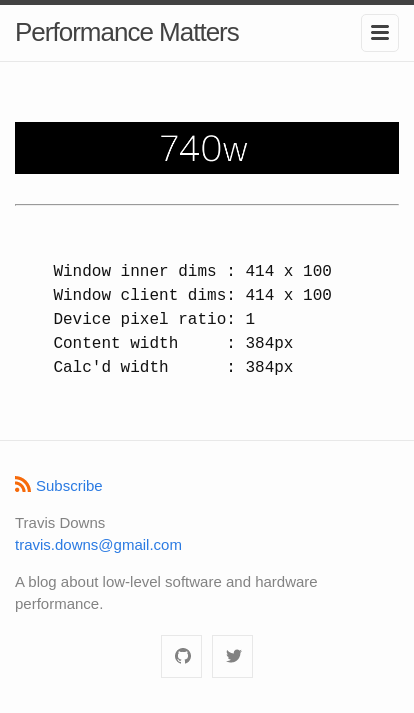 Performance Matters
740w
Window inner dims : 414 x 100
Window client dims: 414 x 100
Device pixel ratio: 1
Content width     : 384px
Calc'd width      : 384px
Subscribe
Travis Downs
travis.downs@gmail.com
A blog about low-level software and hardware
performance.